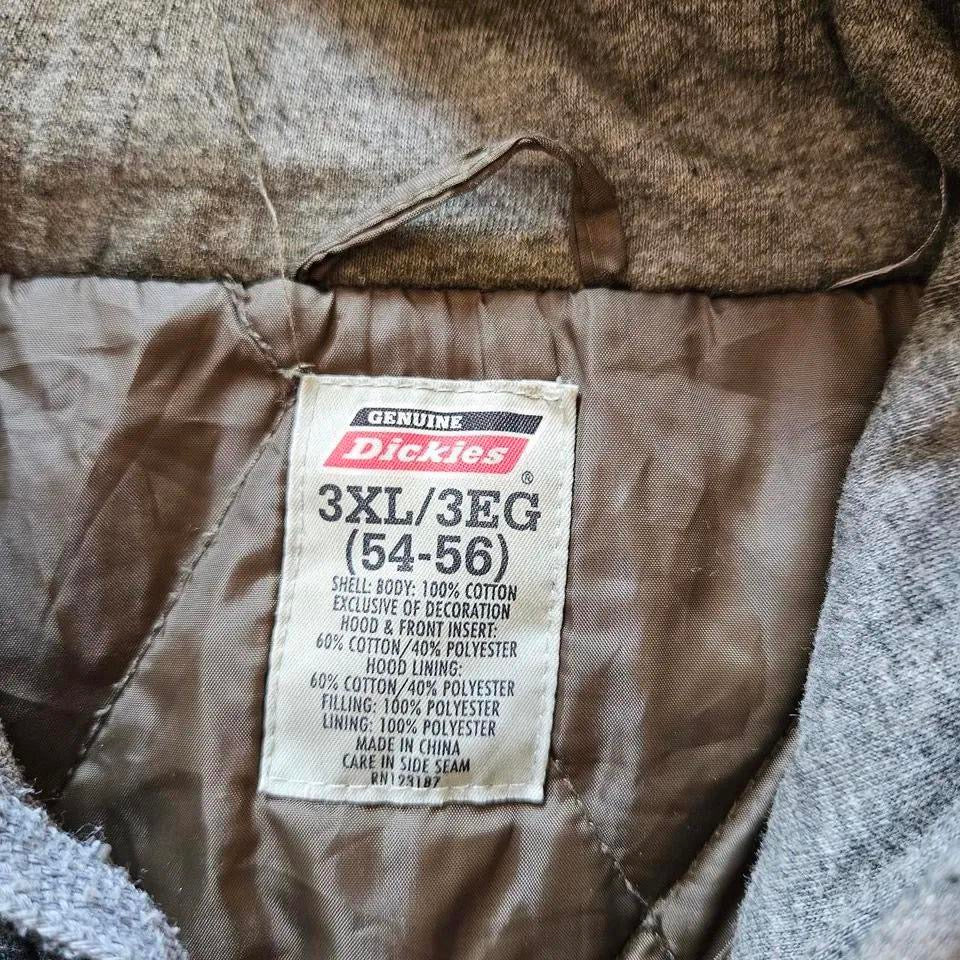 GENUINE
Dickies®
3XL/3EG
(54-56)
SHELL: BODY: 100% COTTON
EXCLUSIVE OF DECORATION
HOOD & FRONT INSERT:
60% COTTON/40% POLYESTER
HOOD LINING:
60% COTTON/40% POLYESTER
FILLING: 100% POLYESTER
LINING: 100% POLYESTER
MADE IN CHINA
CARE IN SIDE SEAM
RN123187